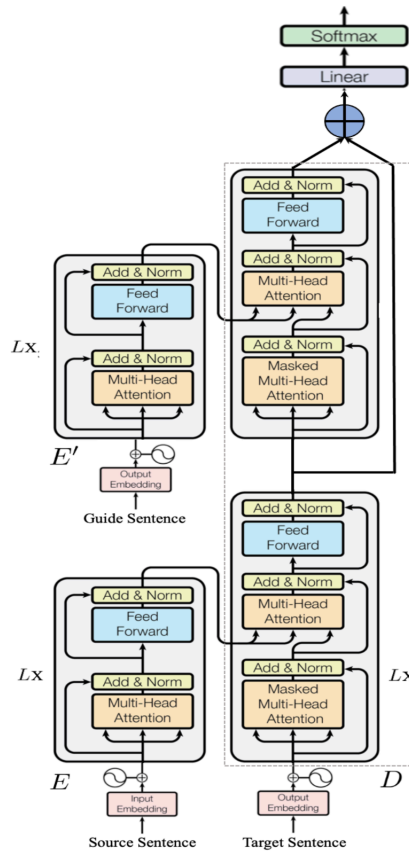 Softmax
Linear
Add & Norm
Feed
Forward
Add & Norm
Multi-Head
Attention
Add & Norm
Masked
Multi-Head
Attention
Add & Norm
Feed
Forward
Lx
Add & Norm
Multi-Head
Attention
E′
Output
Embedding
Guide Sentence
Add & Norm
Feed
Forward
Add & Norm
Multi-Head
Attention
Add & Norm
Masked
Multi-Head
Attention
Lx
D
Add & Norm
Feed
Forward
Lx
Add & Norm
Multi-Head
Attention
E
Input
Embedding
Source Sentence
Output
Embedding
Target Sentence